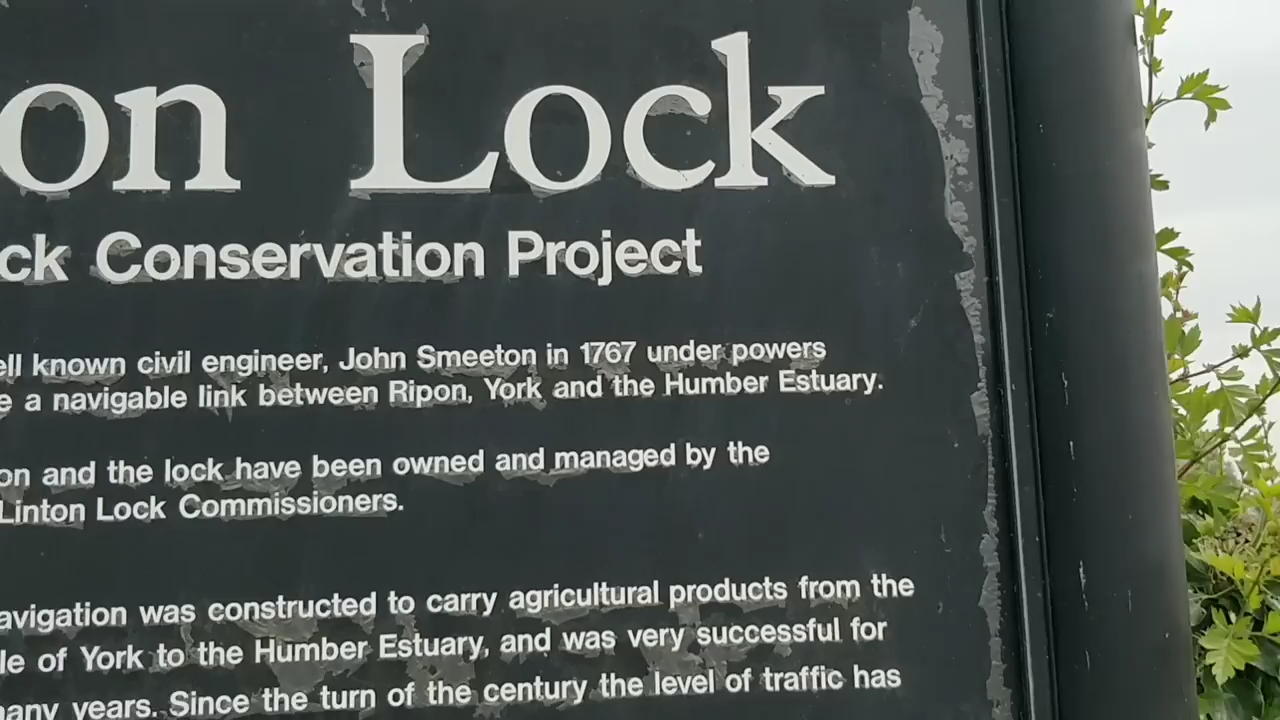 on Lock
ck Conservation Project
ell known civil engineer, John Smeeton in 1767 under powers
e a navigable link between Ripon, York and the Humber Estuary.
on and the lock have been owned and managed by the
Linton Lock Commissioners.
avigation was constructed to carry agricultural products from the
le of York to the Humber Estuary, and was very successful for
any years. Since the turn of the century the level of traffic has